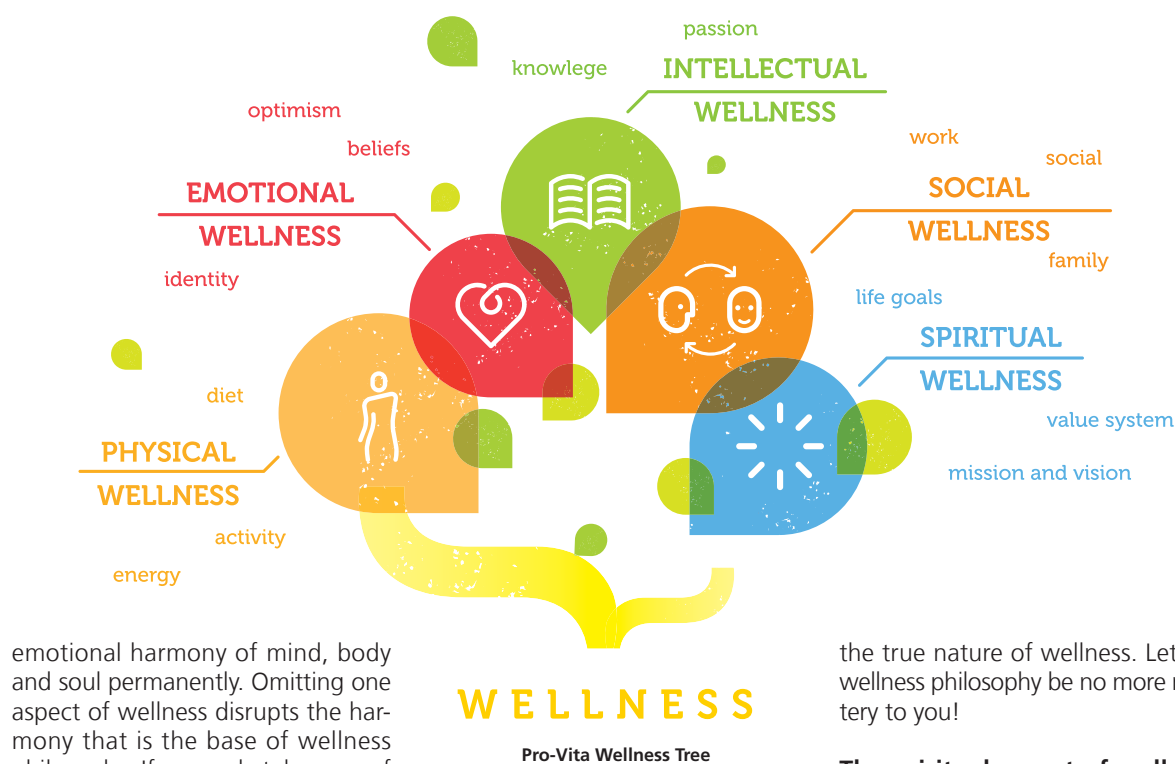 passion
knowlege
INTELLECTUAL
WELLNESS
optimism
beliefs
EMOTIONAL
WELLNESS
identity
work
social
SOCIAL
WELLNESS
family
life goals
SPIRITUAL
WELLNESS
value system
mission and vision
diet
PHYSICAL
WELLNESS
activity
energy
WELLNESS
Pro-Vita Wellness Tree
emotional harmony of mind, body
and soul permanently. Omitting one
aspect of wellness disrupts the har-
mony that is the base of wellness
the true nature of wellness. Let
wellness philosophy be no more
tery to you!